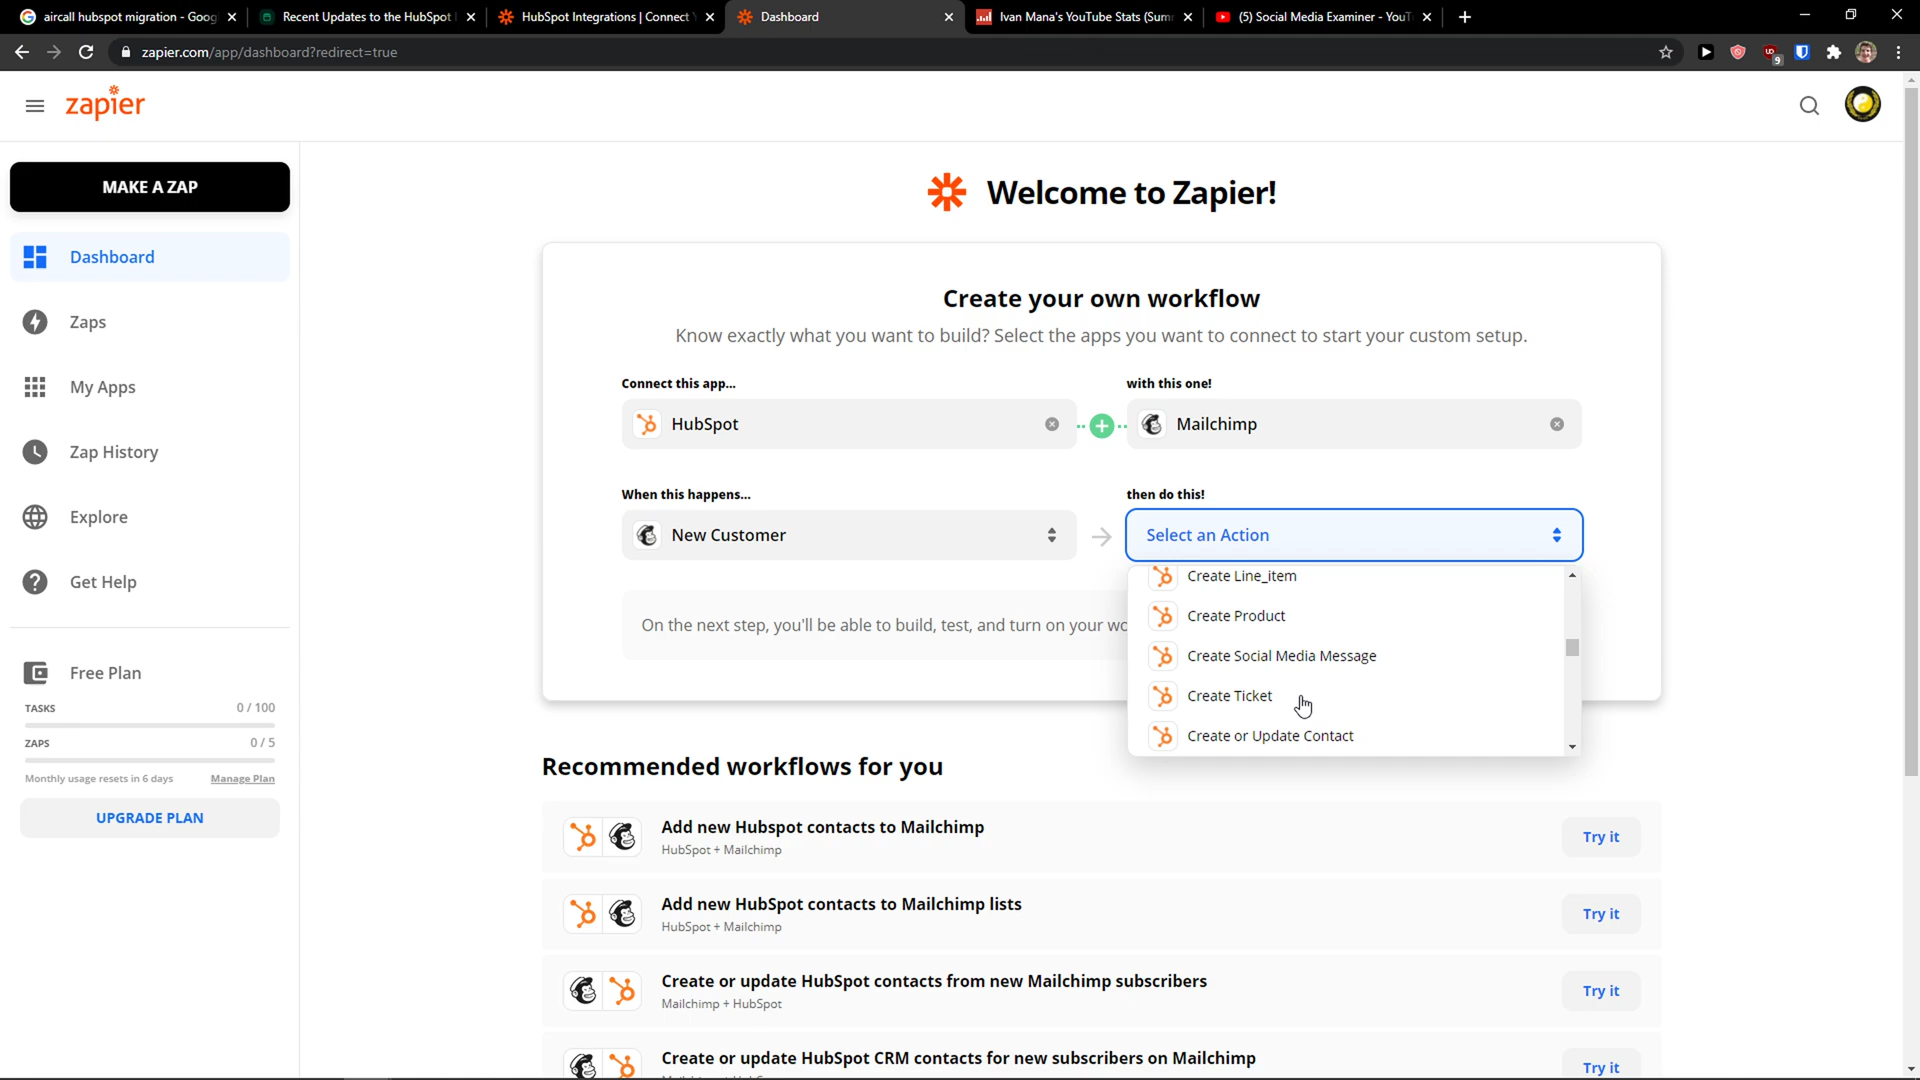 aircall hubspot migration - Goog
Recent Updates to the HubSpot
HubSpot Integrations | Connect
Dashboard
Ivan Mana's YouTube Stats (Sum
(5) Social Media Examiner - YouT
zapier.com/app/dashboard?redirect=true
9
zapier
MAKE A ZAP
Dashboard
Zaps
My Apps
Zap History
Explore
Get Help
Free Plan
TASKS 0 / 100
ZAPS 0 / 5
Monthly usage resets in 6 days Manage Plan
UPGRADE PLAN
Welcome to Zapier!
Create your own workflow
Know exactly what you want to build? Select the apps you want to connect to start your custom setup.
Connect this app... with this one!
HubSpot Mailchimp
When this happens... then do this!
New Customer Select an Action
On the next step, you'll be able to build, test, and turn on your wo
Create Line_item
Create Product
Create Social Media Message
Create Ticket
Create or Update Contact
Recommended workflows for you
Add new Hubspot contacts to Mailchimp
HubSpot + Mailchimp
Try it
Add new HubSpot contacts to Mailchimp lists
HubSpot + Mailchimp
Try it
Create or update HubSpot contacts from new Mailchimp subscribers
Mailchimp + HubSpot
Try it
Create or update HubSpot CRM contacts for new subscribers on Mailchimp
Try it